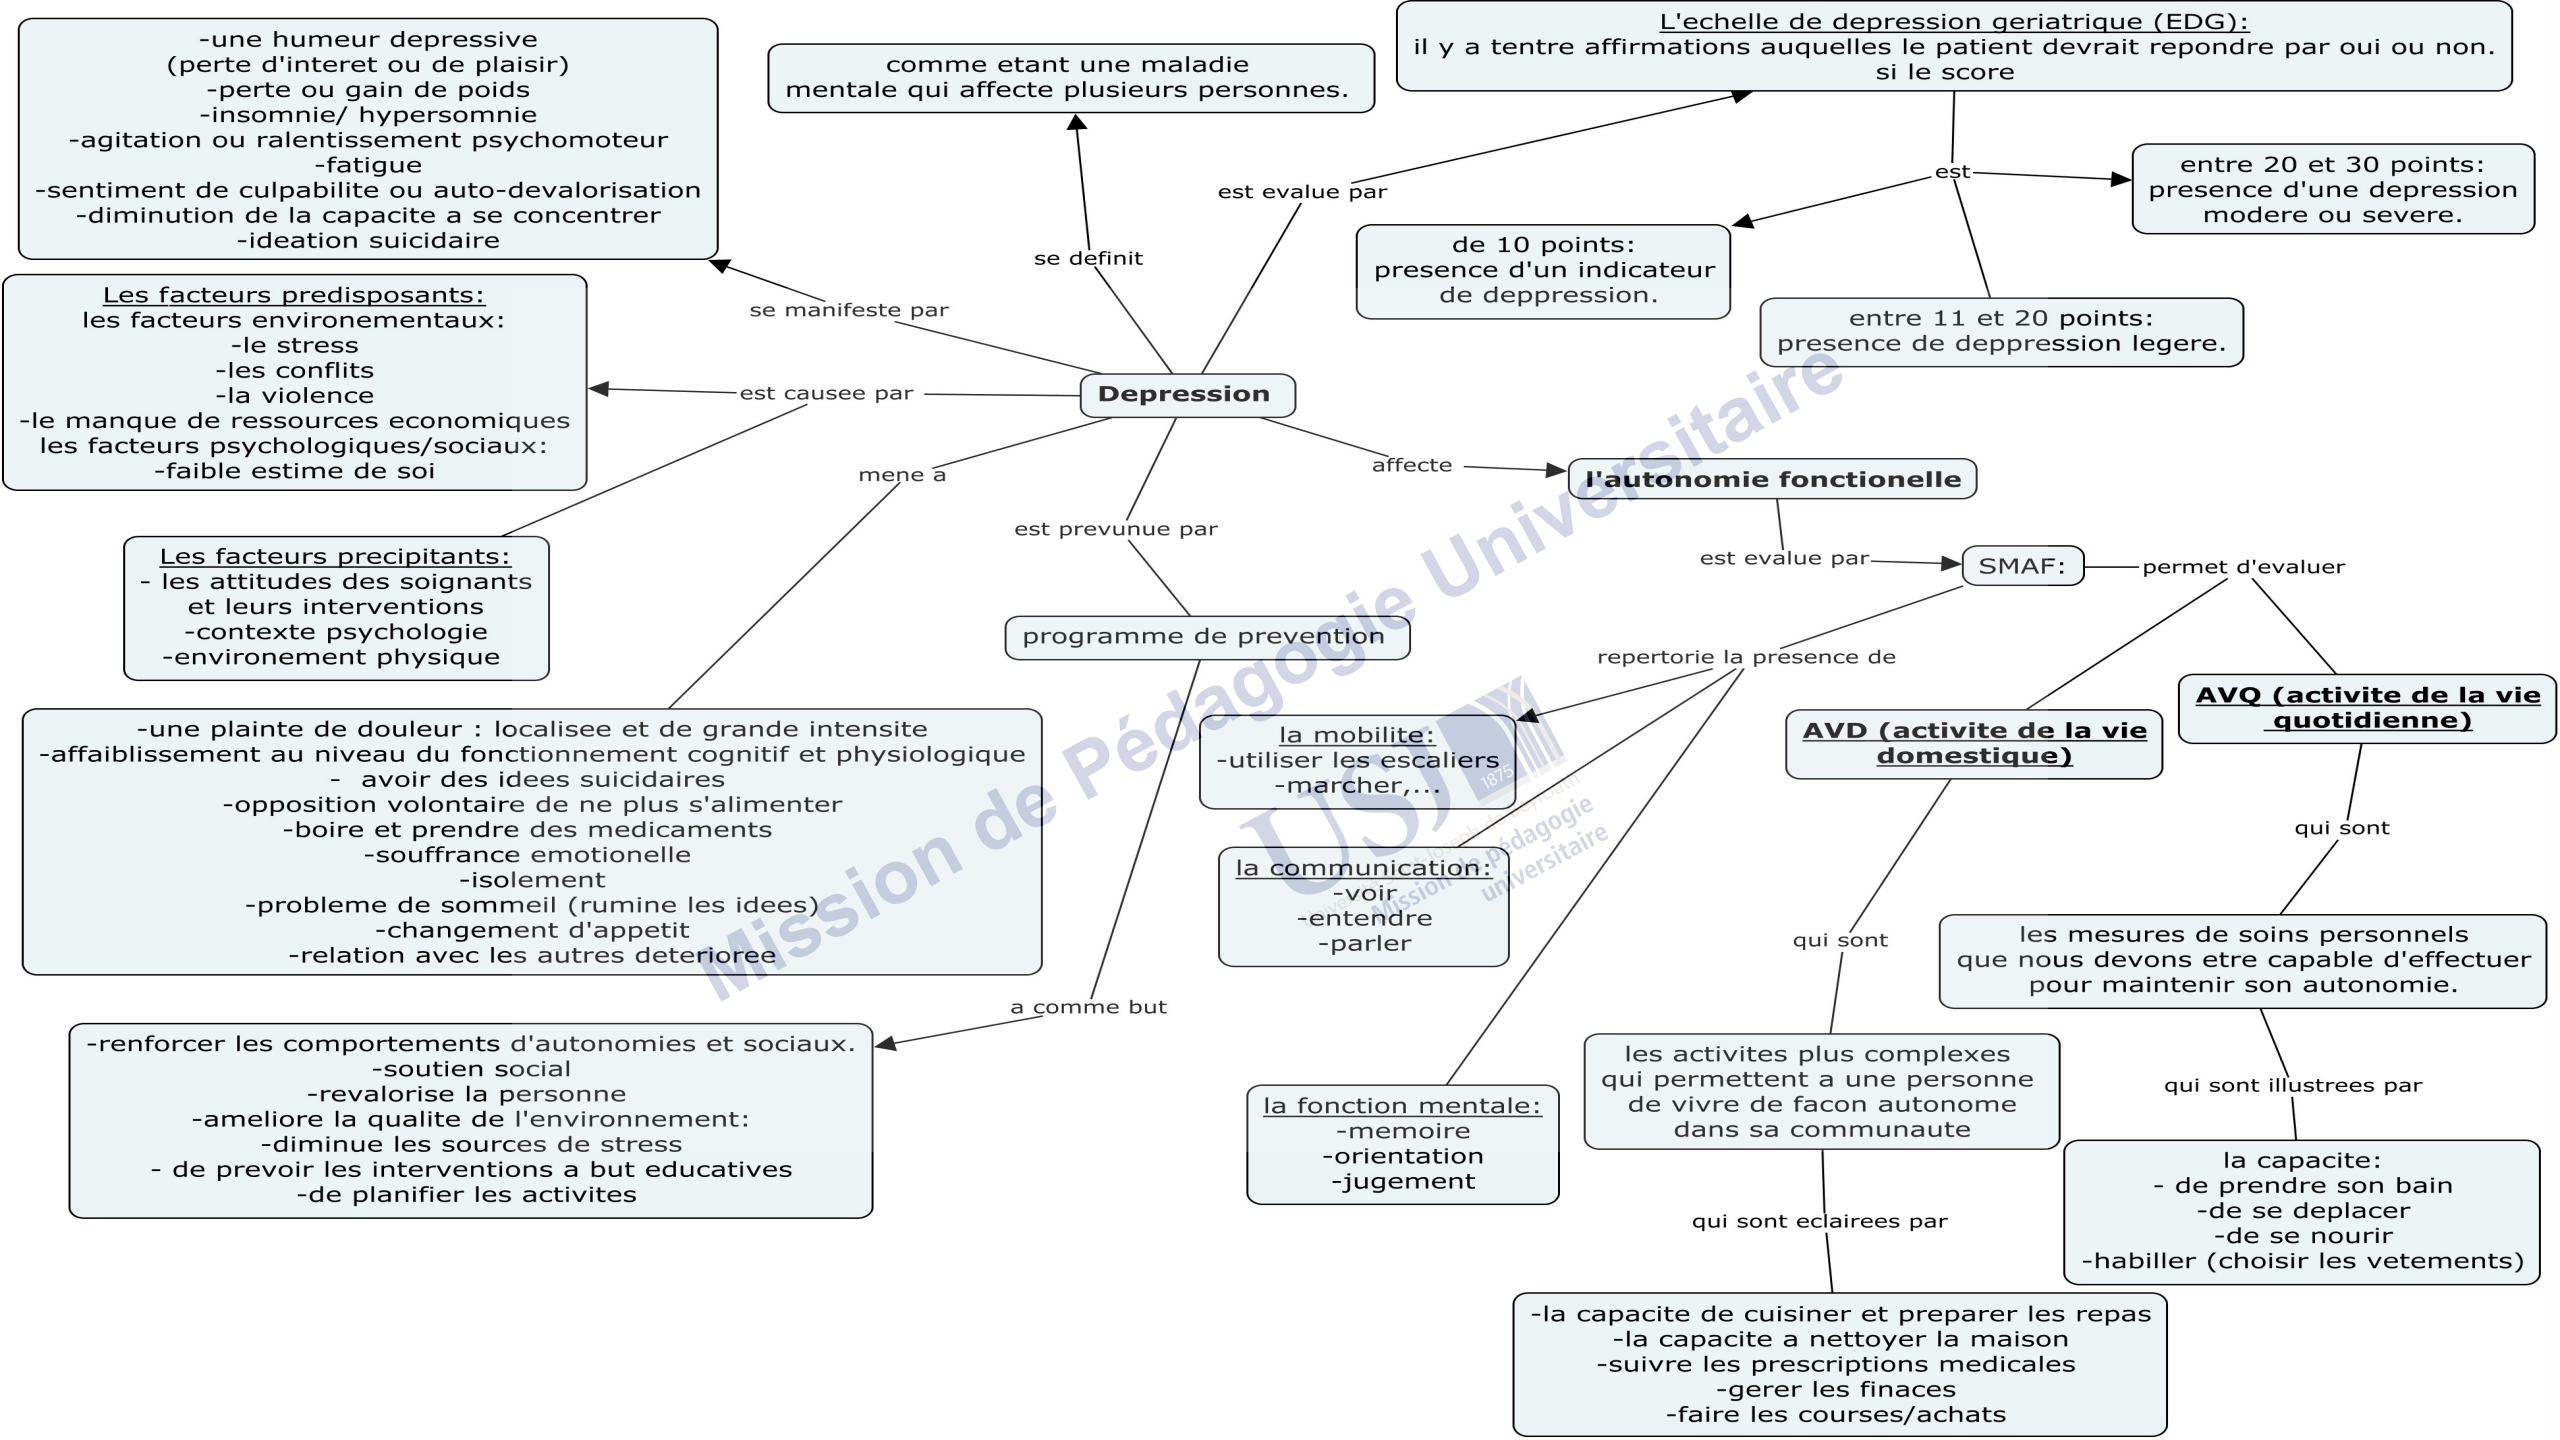 -une humeur depressive
(perte d'interet ou de plaisir)
-perte ou gain de poids
-insomnie/ hypersomnie
-agitation ou ralentissement psychomoteur
-fatigue
-sentiment de culpabilite ou auto-devalorisation
-diminution de la capacite a se concentrer
-ideation suicidaire
comme etant une maladie
mentale qui affecte plusieurs personnes.
L'echelle de depression geriatrique (EDG):
il y a tentre affirmations auquelles le patient devrait repondre par oui ou non.
si le score
est evalue par
est
entre 20 et 30 points:
presence d'une depression
modere ou severe.
de 10 points:
presence d'un indicateur
de deppression.
entre 11 et 20 points:
presence de deppression legere.
se definit
se manifeste par
Les facteurs predisposants:
les facteurs environementaux:
-le stress
-les conflits
-la violence
-le manque de ressources economiques
les facteurs psychologiques/sociaux:
-faible estime de soi
est causee par
Depression
mene a
affecte
l'autonomie fonctionelle
est prevunue par
est evalue par
SMAF:
permet d'evaluer
Les facteurs precipitants:
- les attitudes des soignants
et leurs interventions
-contexte psychologie
-environement physique
programme de prevention
repertorie la presence de
AVQ (activite de la vie
quotidienne)
AVD (activite de la vie
domestique)
-une plainte de douleur : localisee et de grande intensite
-affaiblissement au niveau du fonctionnement cognitif et physiologique
- avoir des idees suicidaires
-opposition volontaire de ne plus s'alimenter
-boire et prendre des medicaments
-souffrance emotionelle
-isolement
-probleme de sommeil (rumine les idees)
-changement d'appetit
-relation avec les autres deterioree
la mobilite:
-utiliser les escaliers
-marcher,...
la communication:
-voir
-entendre
-parler
qui sont
qui sont
les mesures de soins personnels
que nous devons etre capable d'effectuer
pour maintenir son autonomie.
a comme but
-renforcer les comportements d'autonomies et sociaux.
-soutien social
-revalorise la personne
-ameliore la qualite de l'environnement:
-diminue les sources de stress
- de prevoir les interventions a but educatives
-de planifier les activites
la fonction mentale:
-memoire
-orientation
-jugement
les activites plus complexes
qui permettent a une personne
de vivre de facon autonome
dans sa communaute
qui sont illustrees par
la capacite:
- de prendre son bain
-de se deplacer
-de se nourir
-habiller (choisir les vetements)
qui sont eclairees par
-la capacite de cuisiner et preparer les repas
-la capacite a nettoyer la maison
-suivre les prescriptions medicales
-gerer les finaces
-faire les courses/achats
Mission de Pédagogie Universitaire
USJ
1875
Université Saint-Joseph de Beyrouth
Mission de pédagogie
universitaire